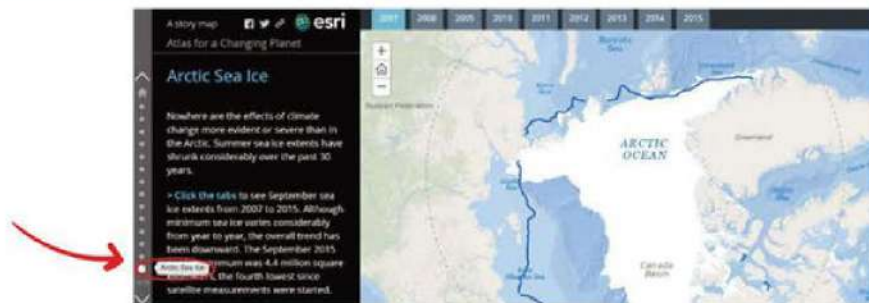 A story map
esri
Atlas for a Changing Planet
2007 2008 2010 2011 2012 2013 2014 2015
Arctic Sea Ice
Nowhere are the effects of climate
change more evident or severe than in
the Arctic. Summer sea ice extents have
shrunk considerably over the past 30
years.
> Click the tabs to see September sea
ice extents from 2007 to 2015. Although
minimum sea ice varies considerably
from year to year, the overall trend has
been downward. The September 2015
was 4.4 million square
the fourth lowest since
satellite measurements were started.
Arctic Sea Ice
ARCTIC
OCEAN
Greenland
Canada
Basin